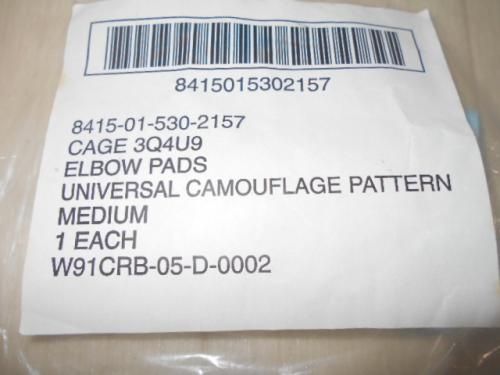 8415015302157
8415-01-530-2157
CAGE 3Q4U9
ELBOW PADS
UNIVERSAL CAMOUFLAGE PATTERN
MEDIUM
1 EACH
W91CRB-05-D-0002